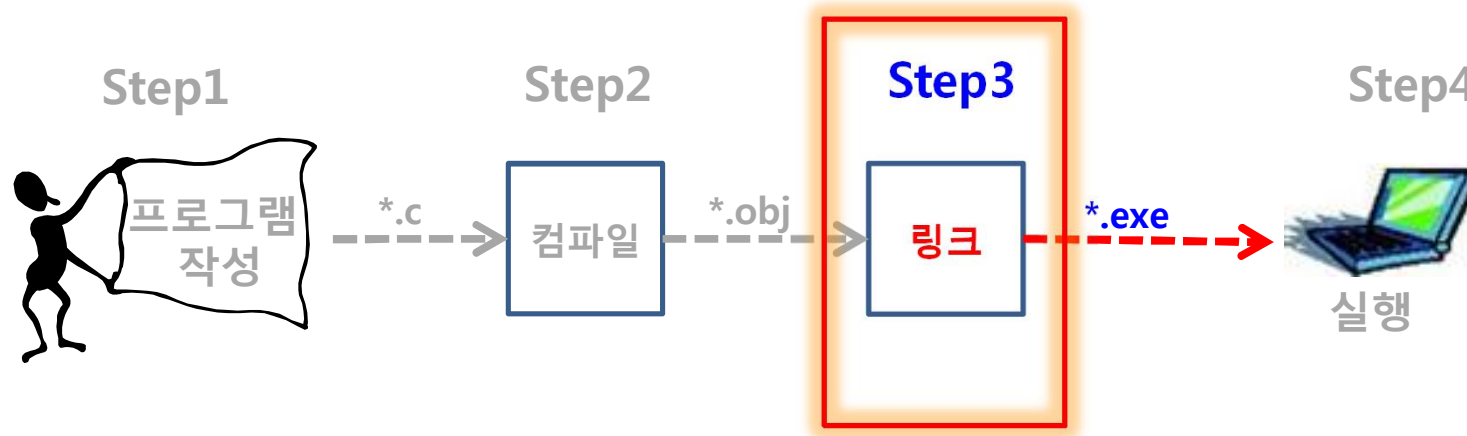 Step1
Step2
Step3
Step4
프로그램
작성
*.c
컴파일
*.obj
링크
*.exe
실행